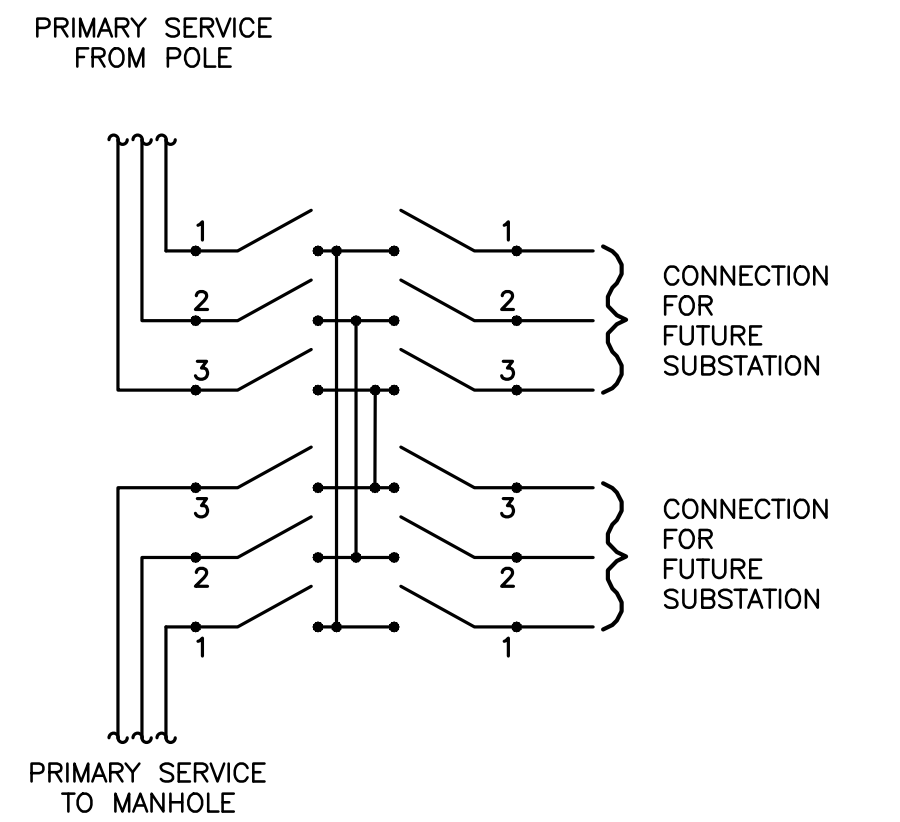 PRIMARY SERVICE
FROM POLE
1 1
2 2
3 3
CONNECTION
FOR
FUTURE
SUBSTATION
3 3
2 2
1 1
CONNECTION
FOR
FUTURE
SUBSTATION
PRIMARY SERVICE
TO MANHOLE